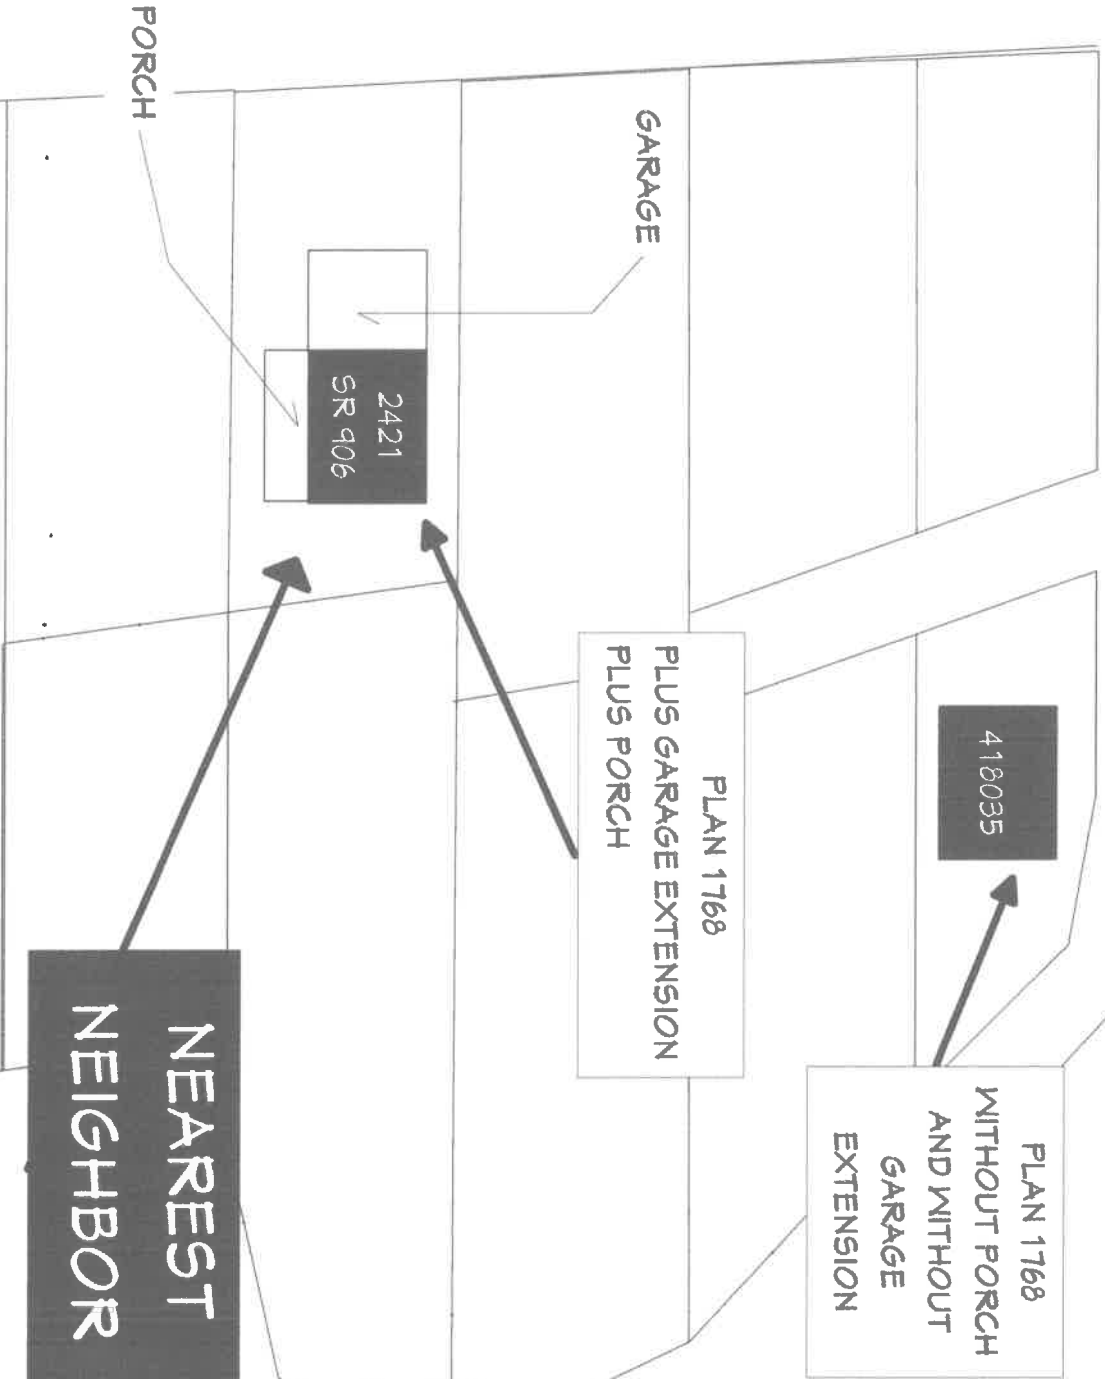 PLAN 1768
WITHOUT PORCH
AND WITHOUT
GARAGE
EXTENSION
418035
PLAN 1768
PLUS GARAGE EXTENSION
PLUS PORCH
GARAGE
2421
SR 906
PORCH
NEAREST
NEIGHBOR